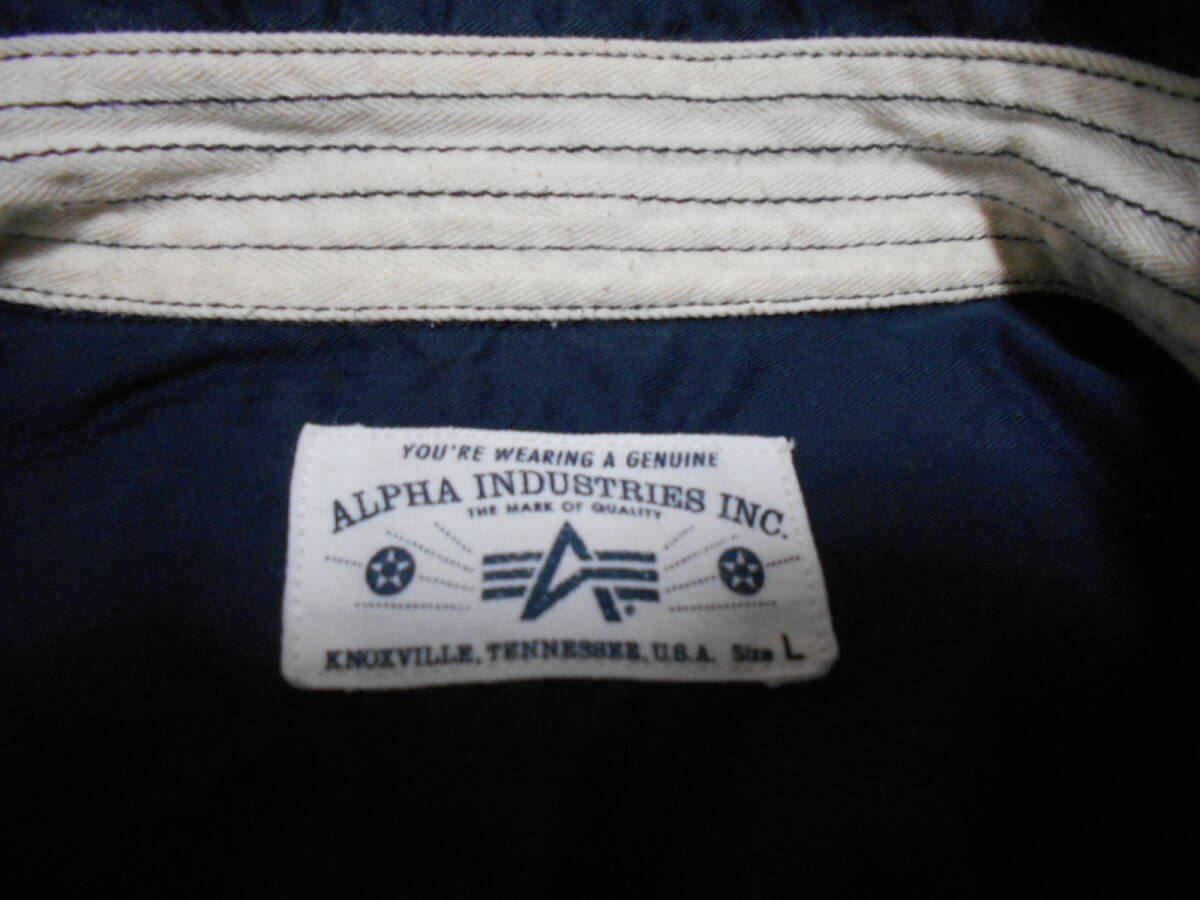 YOU'RE WEARING A GENUINE
ALPHA INDUSTRIES INC.
THE MARK OF QUALITY
KNOXVILLE, TENNESSEE, U.S.A. Size L